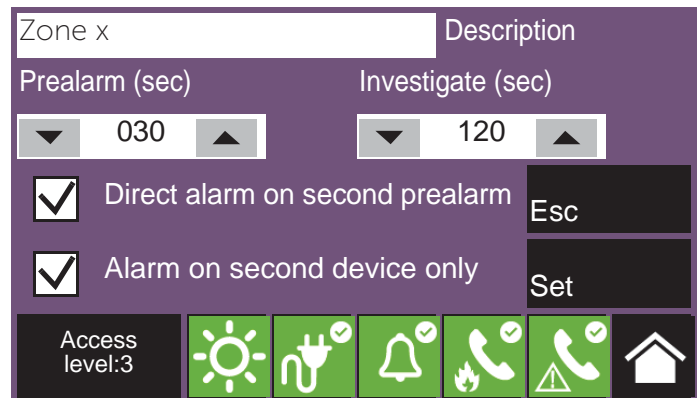 Zone x Description
Prealarm (sec) Investigate (sec)
030 120
Direct alarm on second prealarm
Esc
Alarm on second device only
Set
Access
level:3